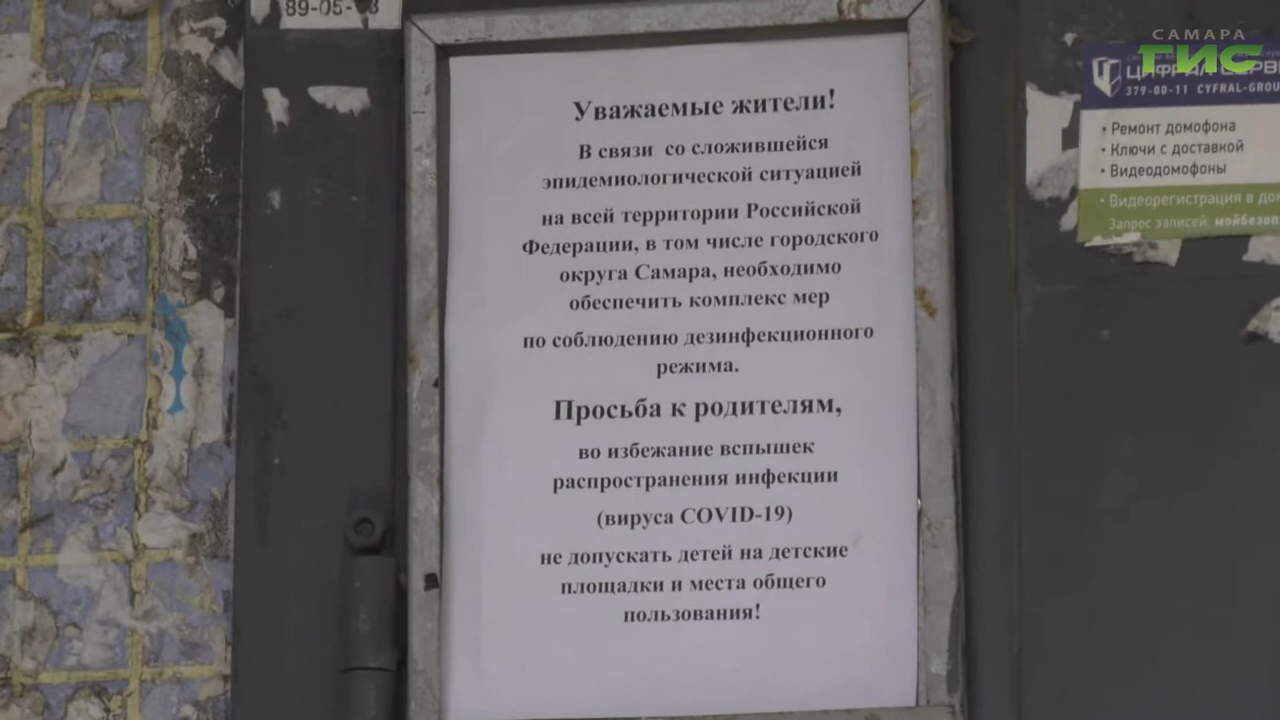 89-05-
Уважаемые жители!
В связи со сложившейся
эпидемиологической ситуацией
на всей территории Российской
Федерации, в том числе городского
округа Самара, необходимо
обеспечить комплекс мер
по соблюдению дезинфекционного
режима.
Просьба к родителям,
во избежание вспышек
распространения инфекции
(вируса COVID-19)
не допускать детей на детские
площадки и места общего
пользования!
САМАРА
ГИС
379-00-11 CYFRAL-GROU
• Ремонт домофона
• Ключи с доставкой
• Видеодомофоны
• Видеорегистрация в дом
Запрос записей: мойбезоп